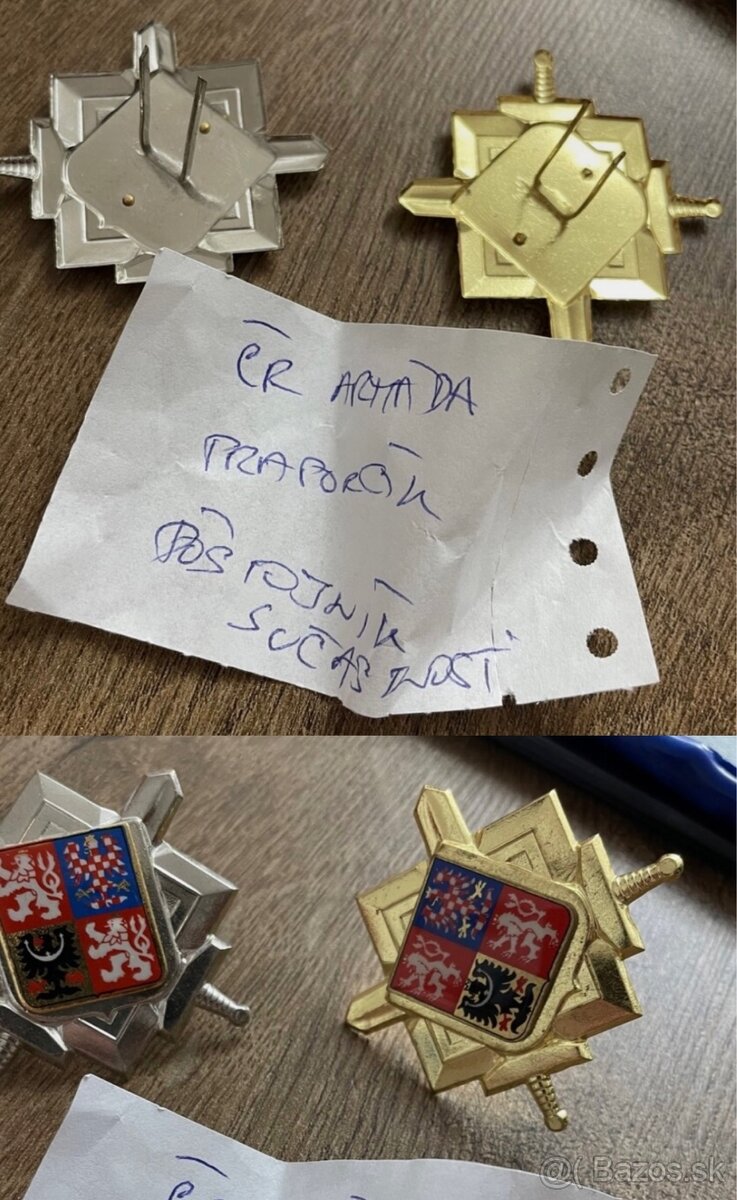 ČR ARMÁDA
PRAPORČÍK
DÔSTOJNÍK
SÚČASNOSŤ
@( Bazos.sk